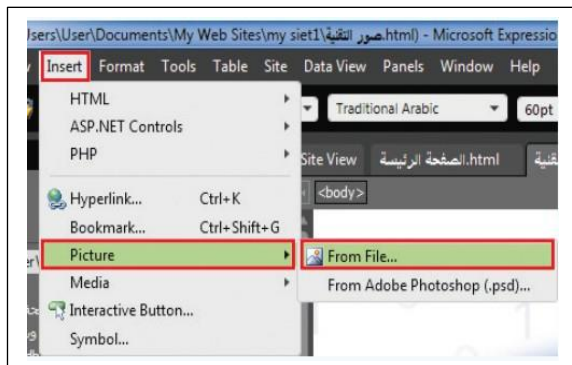 Jsers\User\Documents\My Web Sites\my siet1\صور التقنية.html) - Microsoft Expressio
Insert Format Tools Table Site Data View Panels Window Help
HTML
Traditional Arabic 60pt
ASP.NET Controls
PHP
Site View الصفحة الرئيسة.html
<body>
Hyperlink... Ctrl+K
Bookmark... Ctrl+Shift+G
Picture From File...
Media From Adobe Photoshop (.psd)...
Interactive Button...
Symbol...